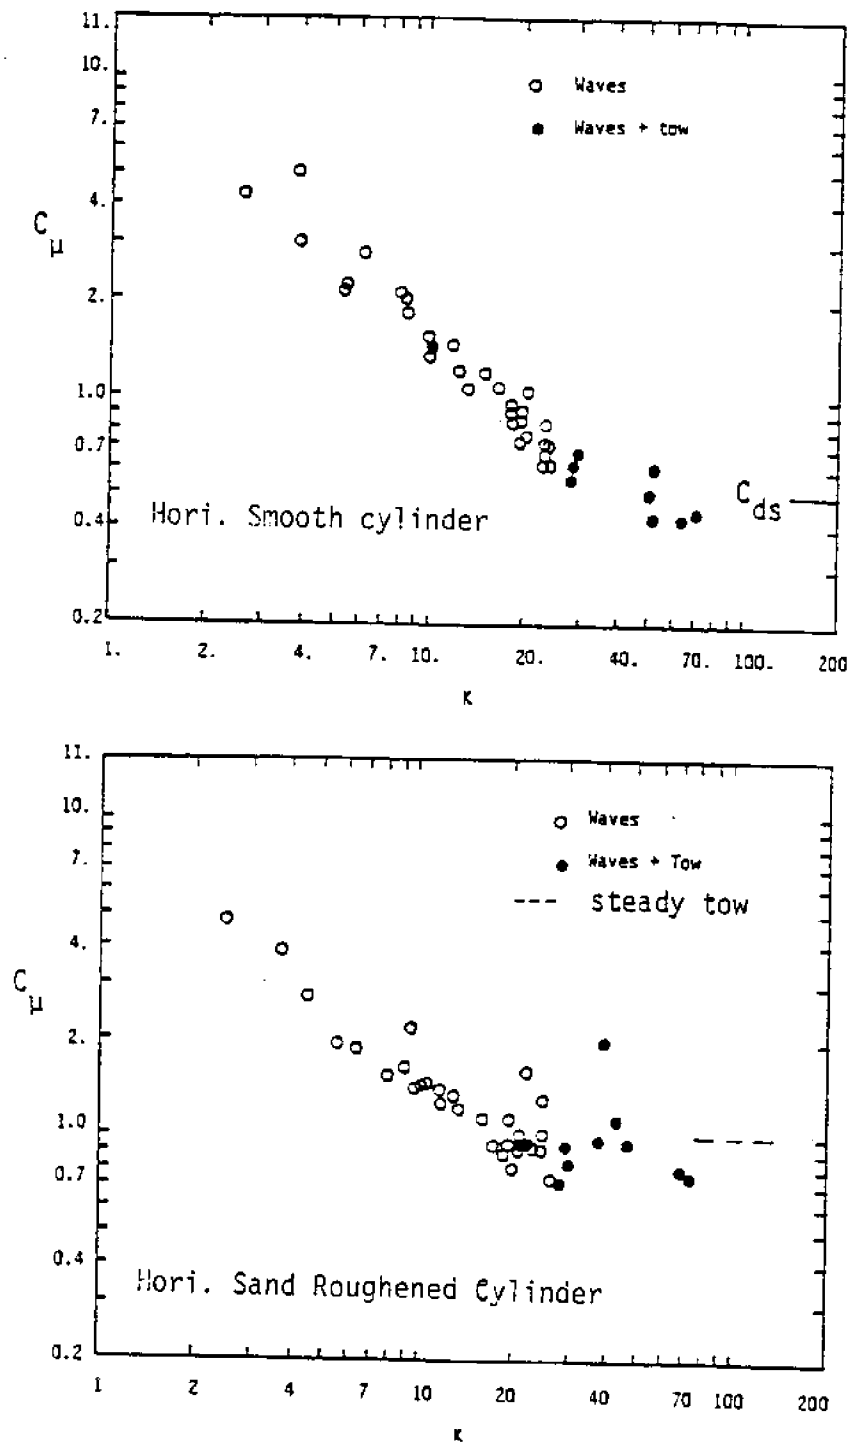 11.
10.
7.
4.
2.
1.0
0.7
0.4
0.2
Cμ
○ Waves
● Waves + tow
Hori. Smooth cylinder
Cds
1. 2. 4. 7. 10. 20. 40. 70. 100. 200
K
11.
10.
7.
4.
2.
1.0
0.7
0.4
0.2
Cμ
○ Waves
● Waves + Tow
--- steady tow
Hori. Sand Roughened Cylinder
1 2 4 7 10 20 40 70 100 200
K